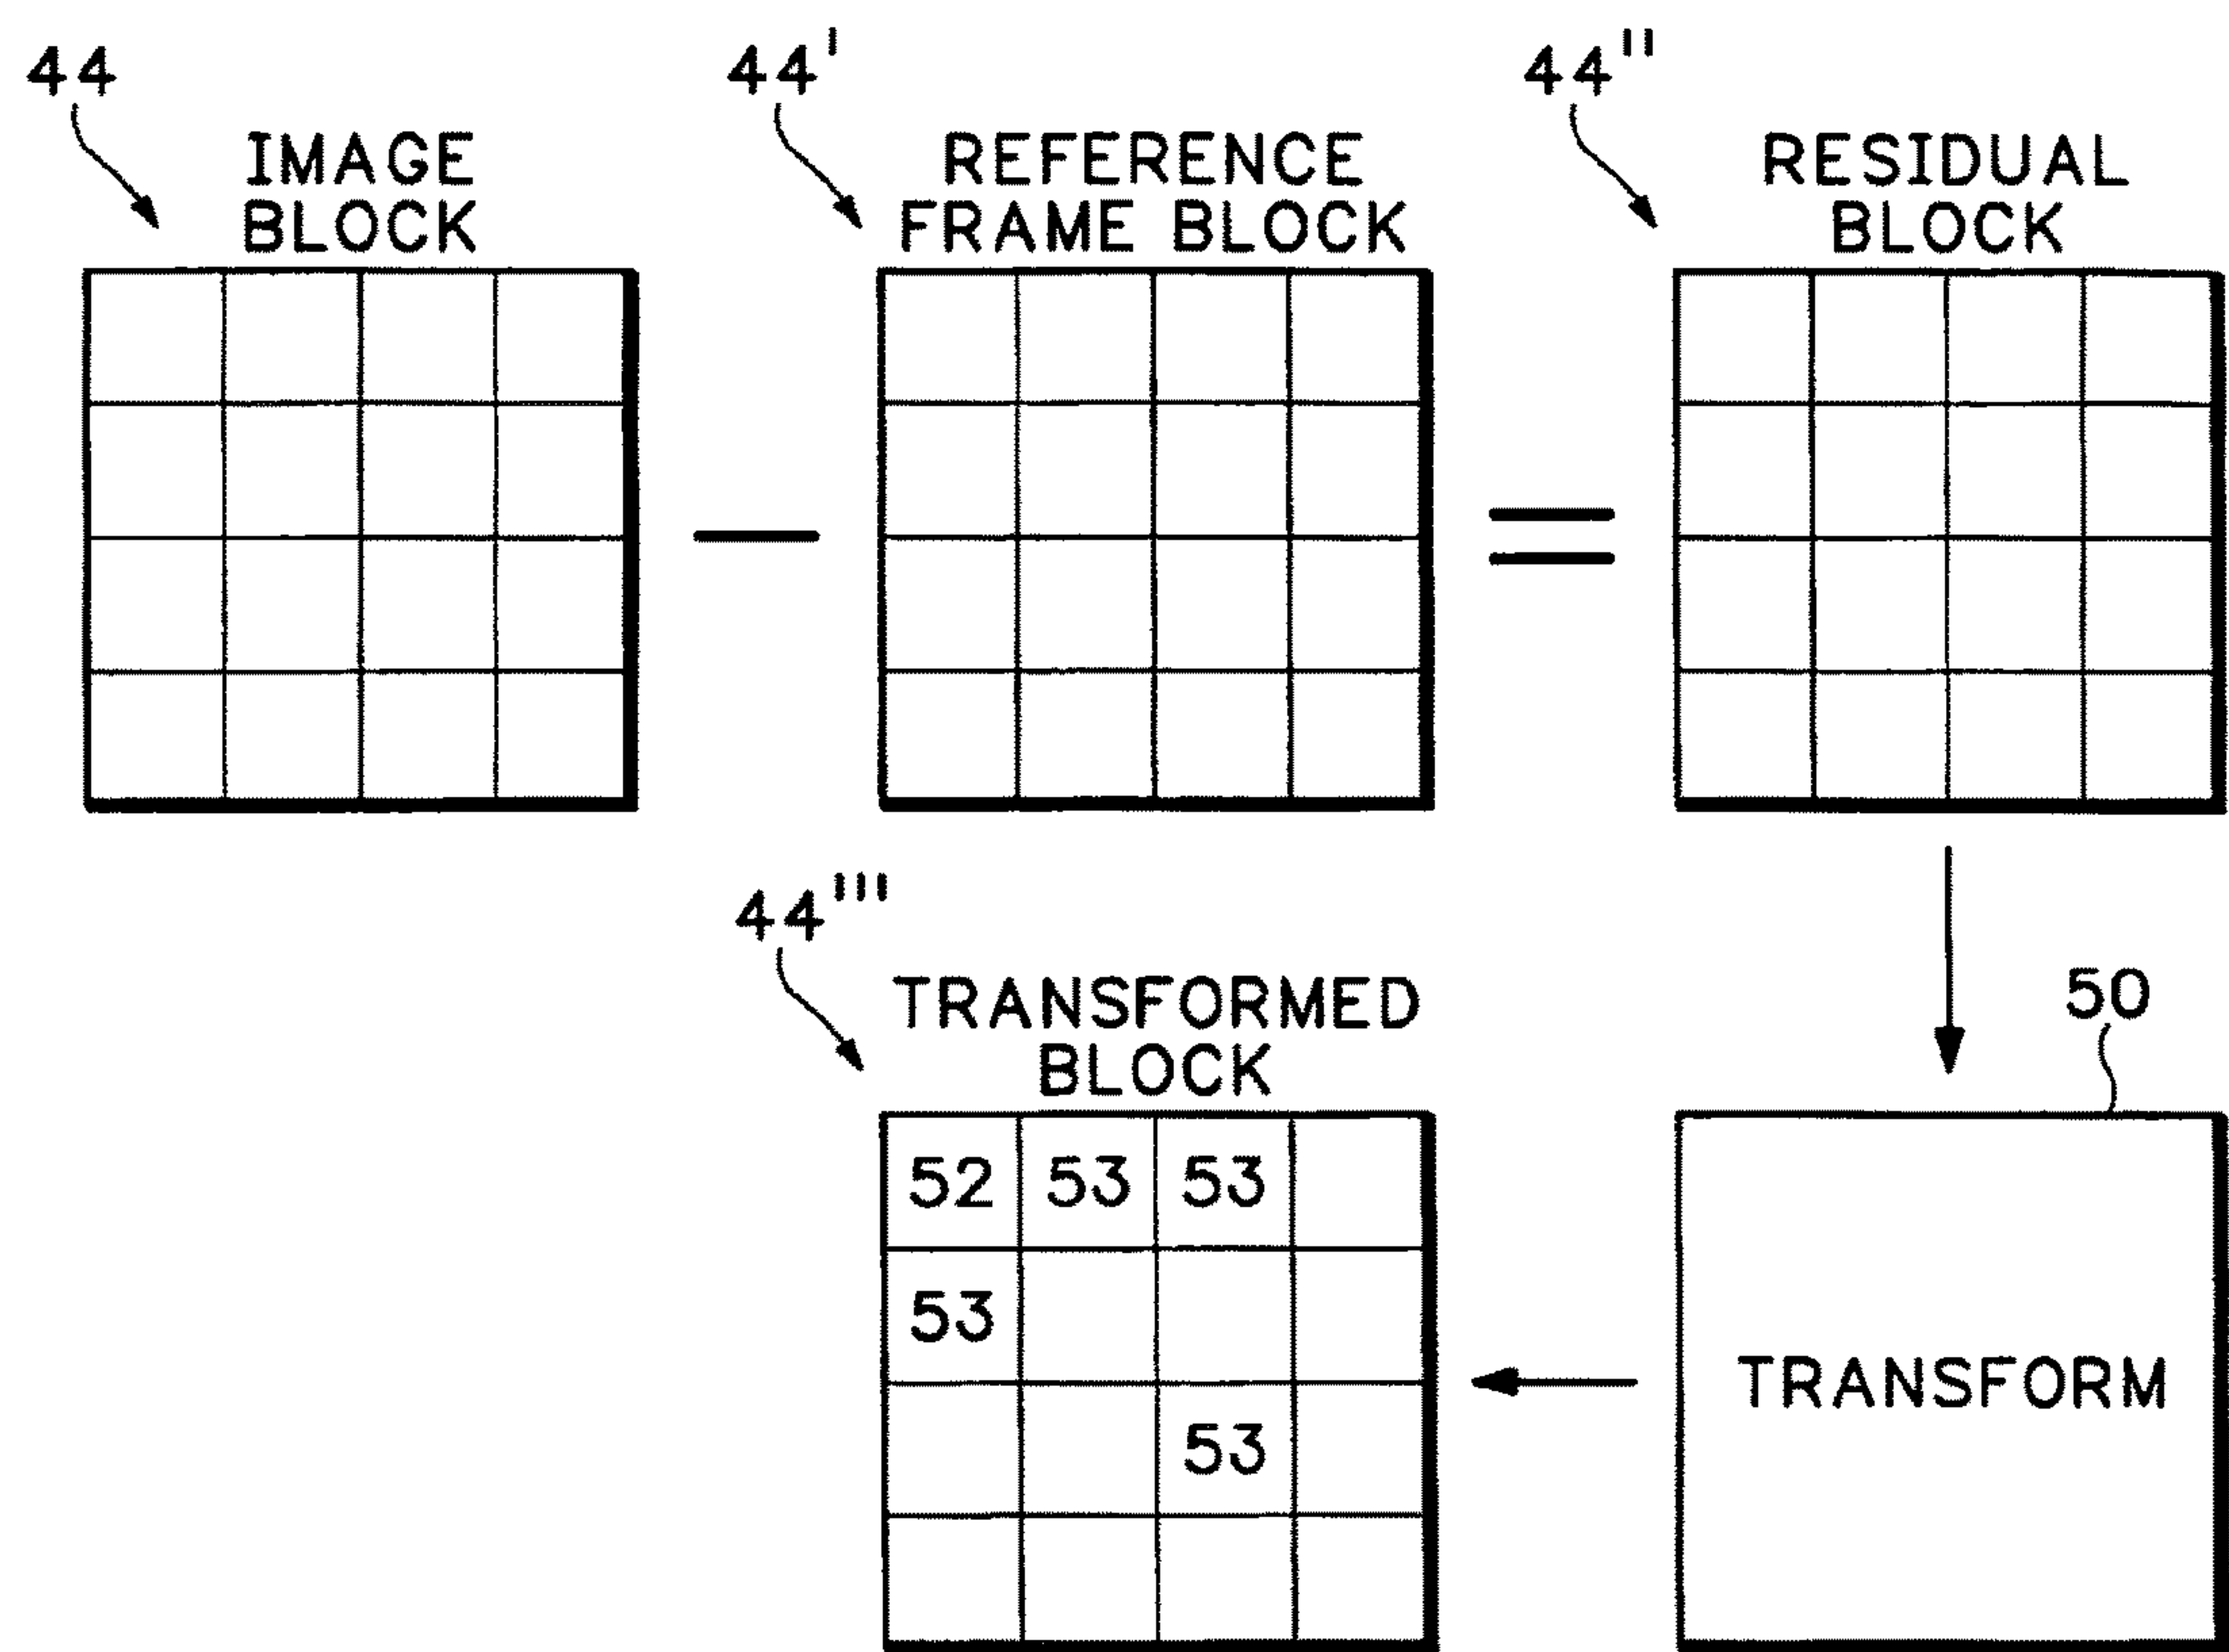 44
IMAGE
BLOCK
44'
REFERENCE
FRAME BLOCK
44"
RESIDUAL
BLOCK
44'''
TRANSFORMED
BLOCK
52 53 53
53
53
50
TRANSFORM